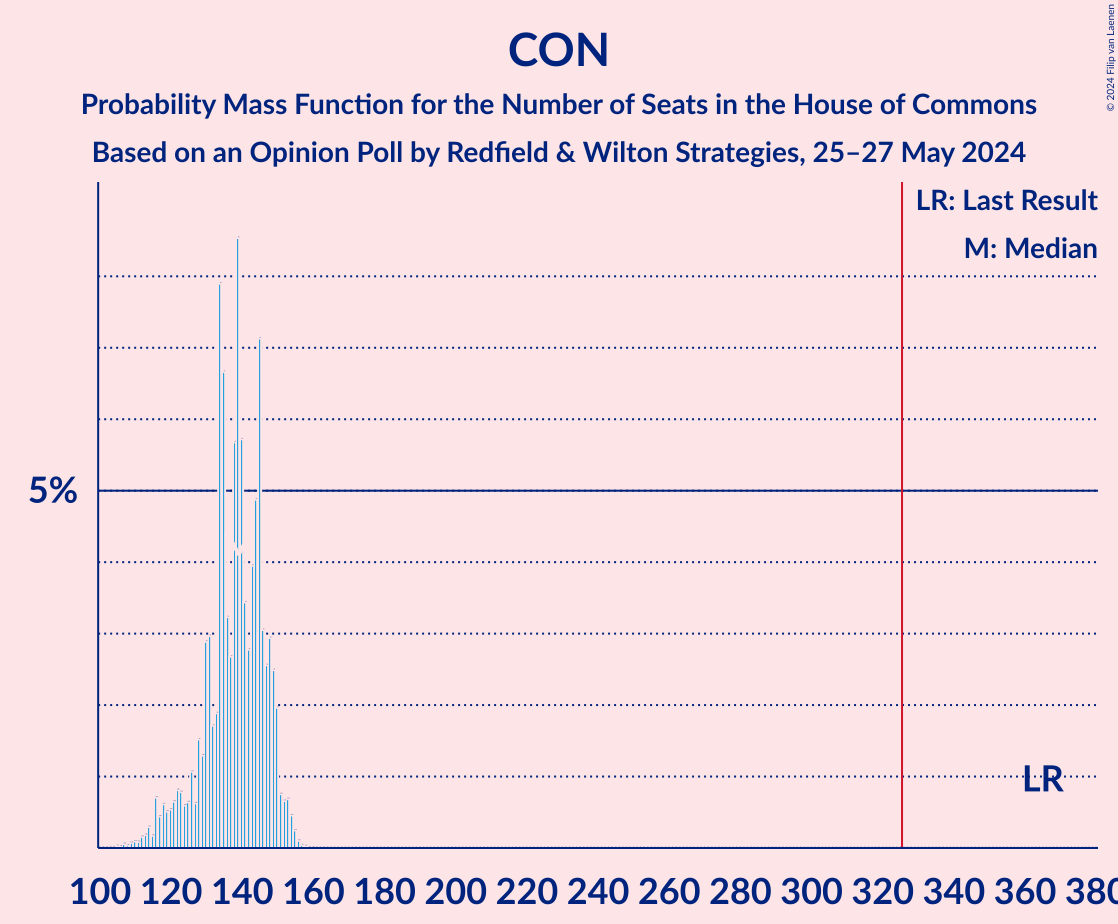 CON
Probability Mass Function for the Number of Seats in the House of Commons
Based on an Opinion Poll by Redfield & Wilton Strategies, 25–27 May 2024
© 2024 Filip van Laenen
LR: Last Result
M: Median
5%
LR
100 120 140 160 180 200 220 240 260 280 300 320 340 360 380